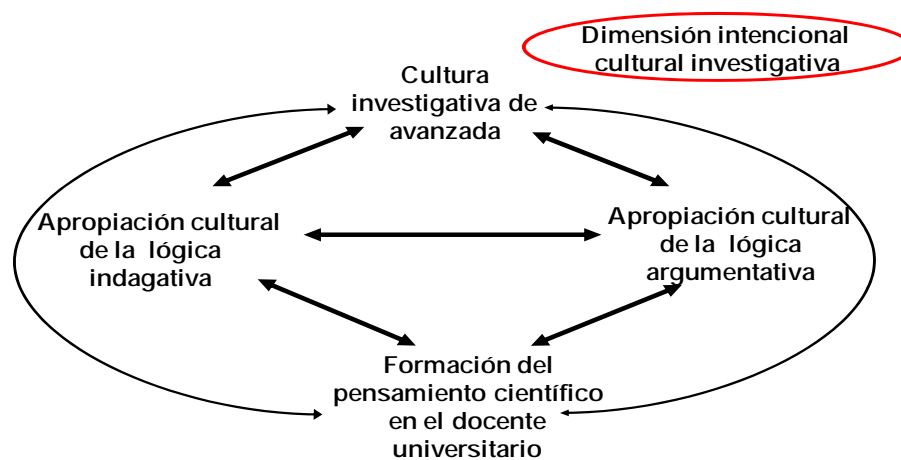 Dimensión intencional
cultural investigativa
Cultura
investigativa de
avanzada
Apropiación cultural
de la lógica
indagativa
Apropiación cultural
de la lógica
argumentativa
Formación del
pensamiento científico
en el docente
universitario